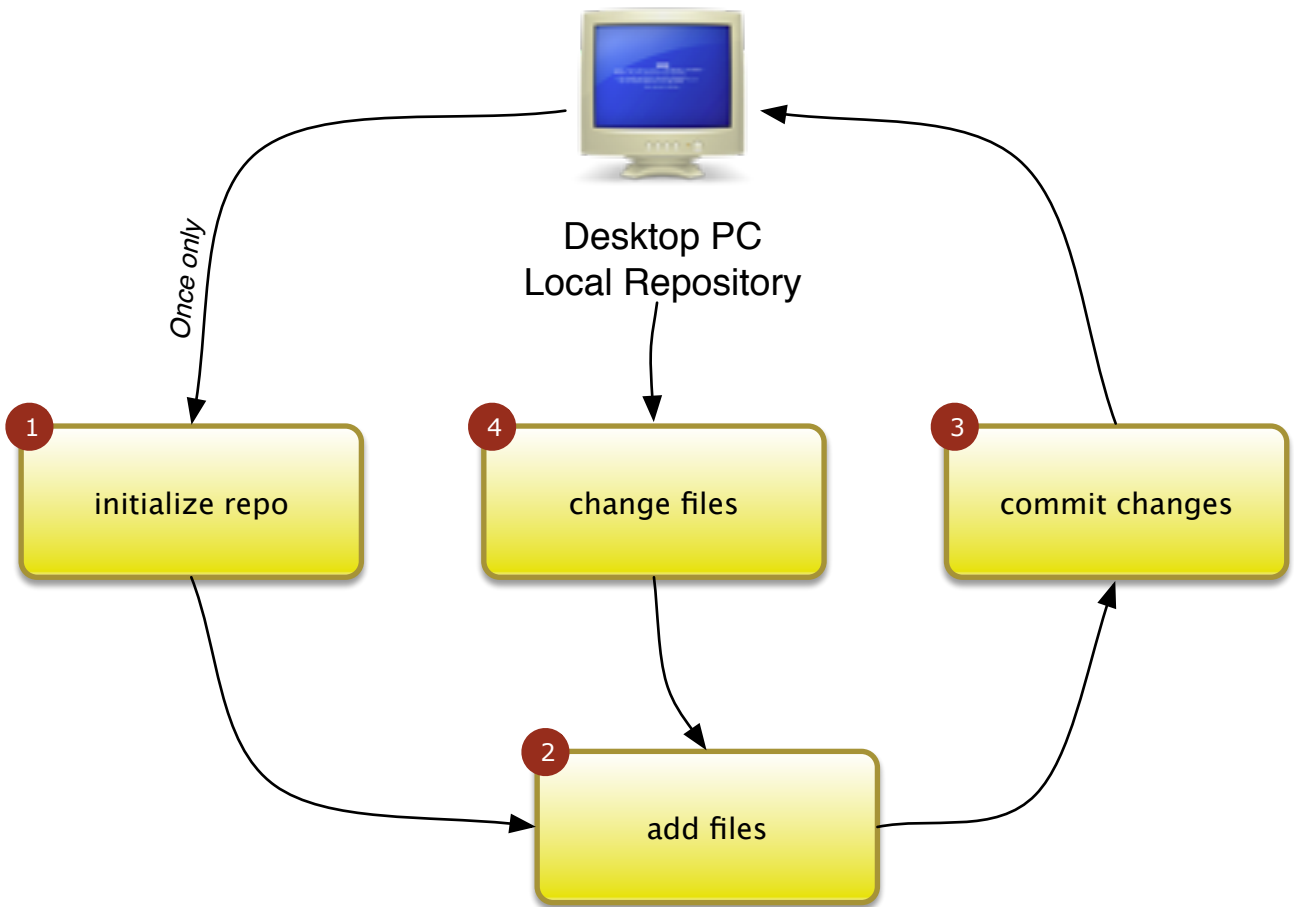 Desktop PC
Local Repository
Once only
1
initialize repo
4
change files
3
commit changes
2
add files